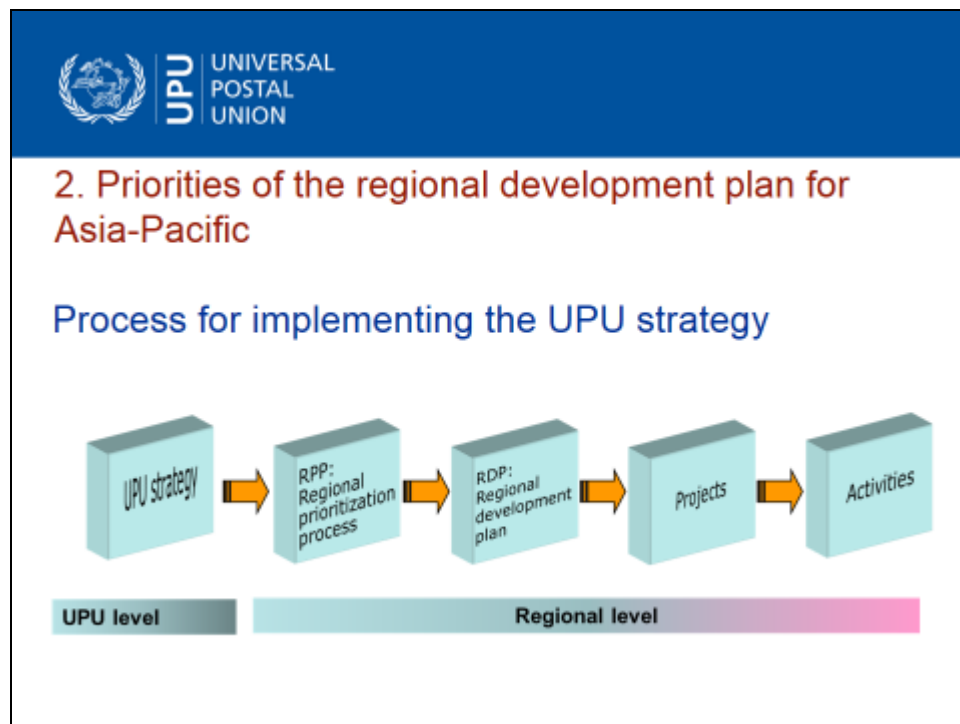 UPU
UNIVERSAL
POSTAL
UNION
2. Priorities of the regional development plan for
Asia-Pacific
Process for implementing the UPU strategy
UPU strategy
RPP:
Regional
prioritization
process
RDP:
Regional
development
plan
Projects
Activities
UPU level
Regional level